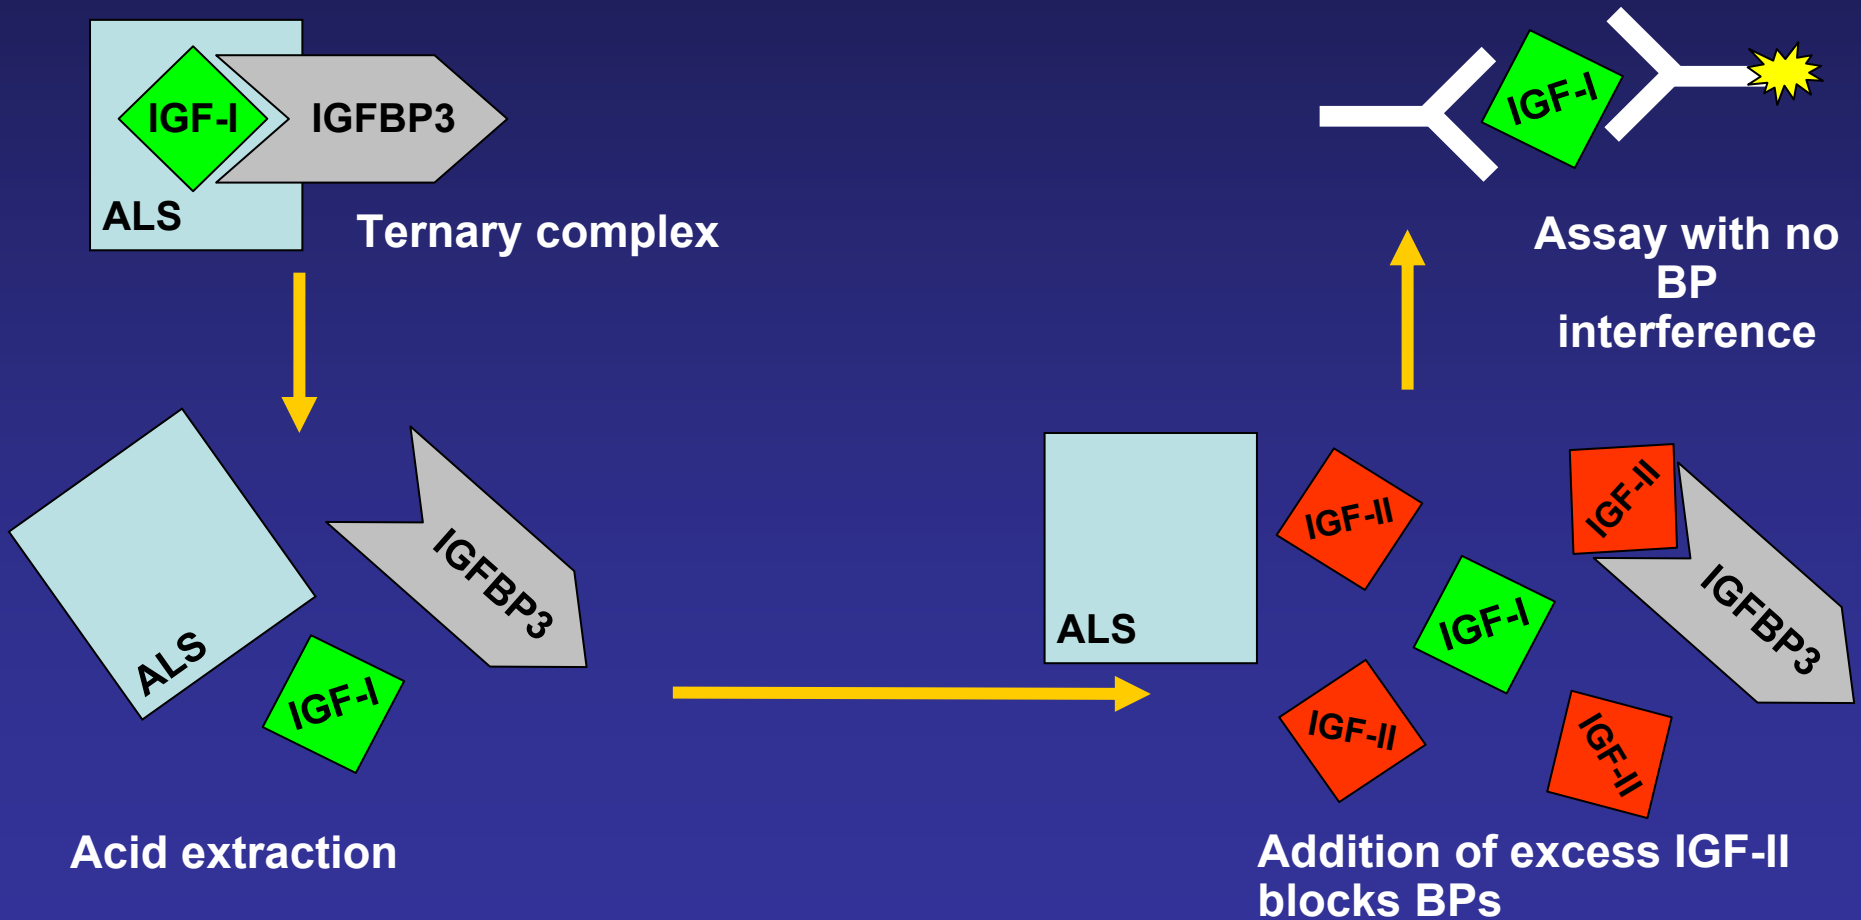 IGF-I
IGFBP3
ALS
Ternary complex
ALS
IGFBP3
IGF-I
Acid extraction
ALS
IGF-II
IGF-II
IGF-I
IGFBP3
IGF-II
IGF-II
Addition of excess IGF-II
blocks BPs
IGF-I
Assay with no
BP
interference